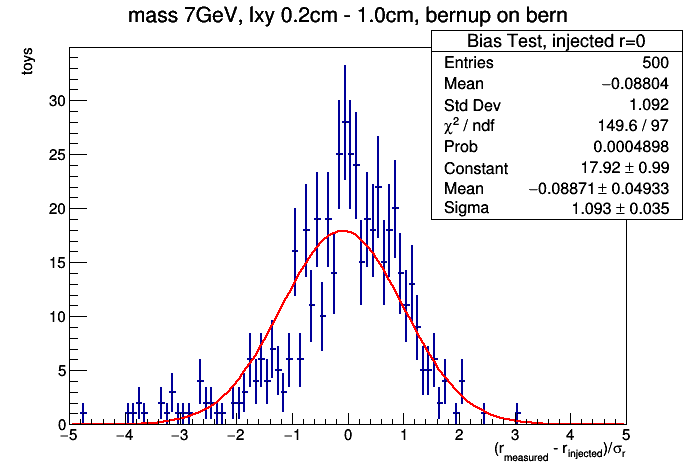 mass 7GeV, lxy 0.2cm - 1.0cm, bernup on bern
toys
Bias Test, injected r=0
Entries 500
Mean −0.08804
Std Dev 1.092
χ² / ndf 149.6 / 97
Prob 0.0004898
Constant 17.92 ± 0.99
Mean −0.08871 ± 0.04933
Sigma 1.093 ± 0.035
30
25
20
15
10
5
0
−5 −4 −3 −2 −1 0 1 2 3 4 5
(r_measured - r_injected)/σ_r